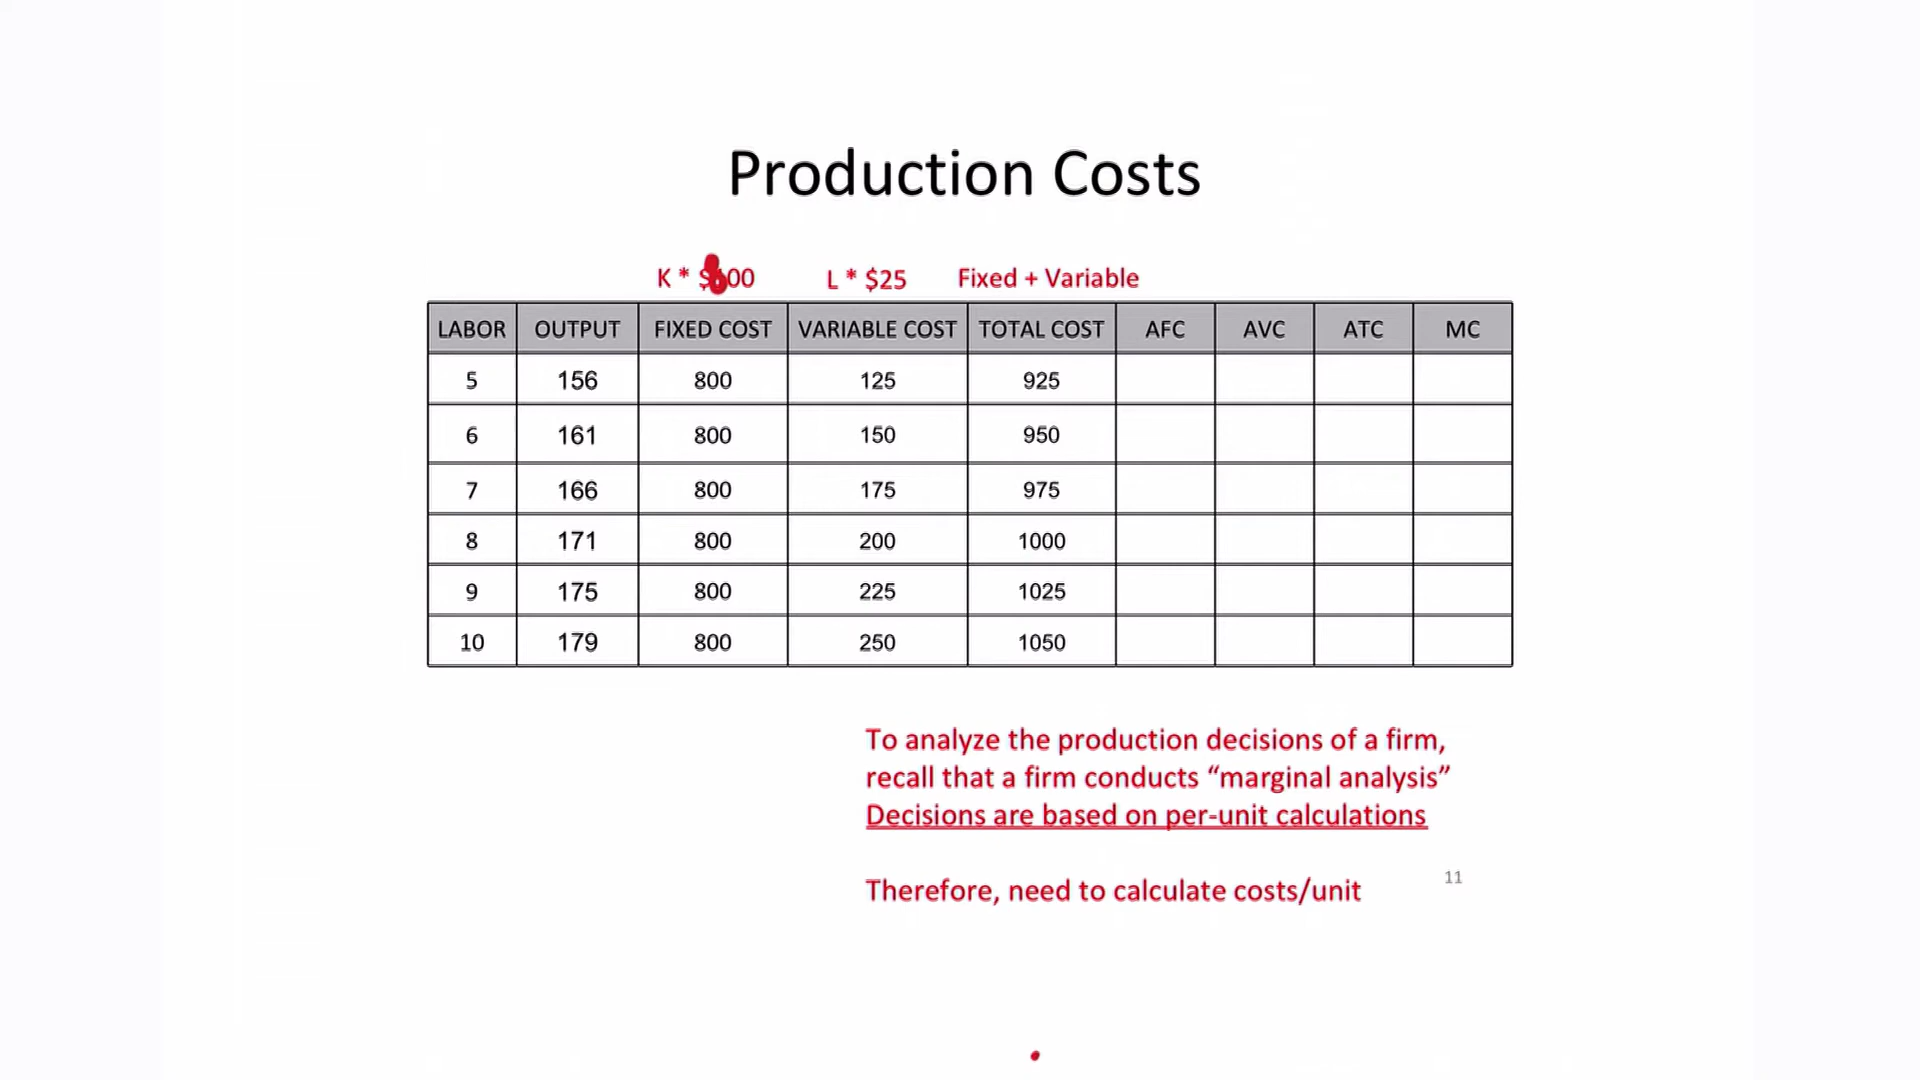 Production Costs
K * $800 L * $25 Fixed + Variable
LABOR OUTPUT FIXED COST VARIABLE COST TOTAL COST AFC AVC ATC MC
5 156 800 125 925
6 161 800 150 950
7 166 800 175 975
8 171 800 200 1000
9 175 800 225 1025
10 179 800 250 1050
To analyze the production decisions of a firm,
recall that a firm conducts “marginal analysis”
Decisions are based on per-unit calculations
Therefore, need to calculate costs/unit
11